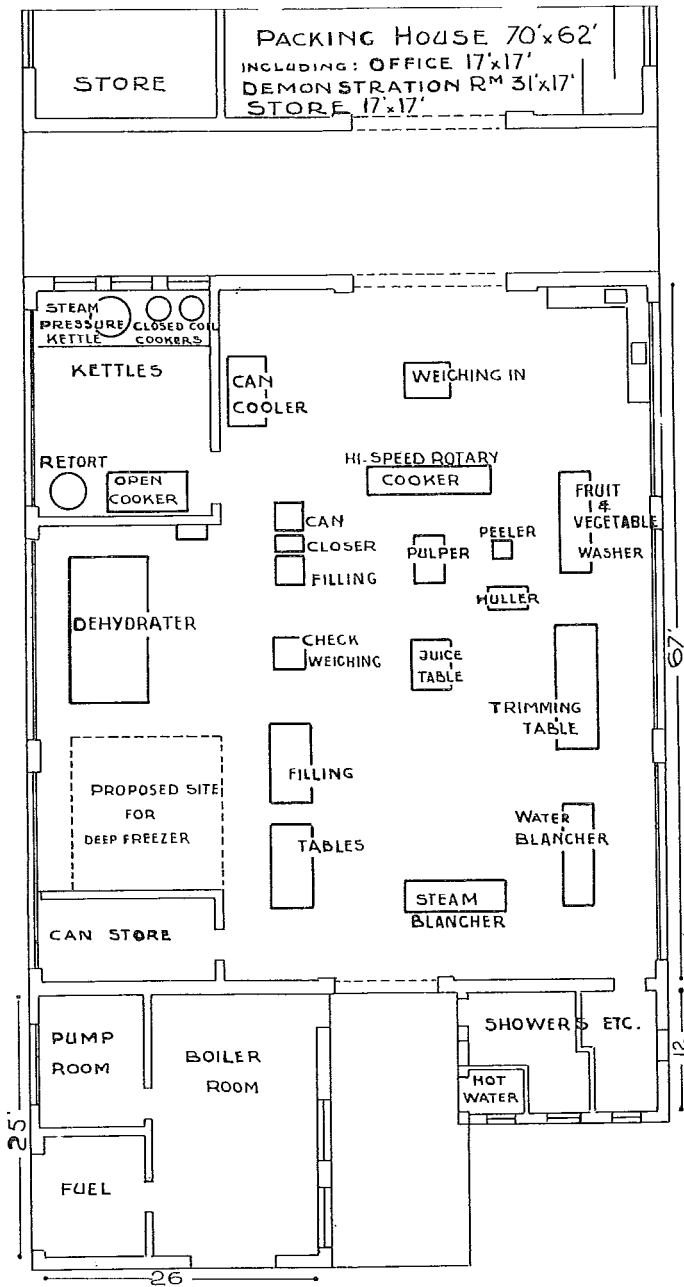 PACKING HOUSE 70'x62'
INCLUDING: OFFICE 17'x17'
DEMONSTRATION RM 31'x17'
STORE 17'x17'
STORE
STEAM
PRESSURE
KETTLE
CLOSED COIL
COOKERS
KETTLES
CAN
COOLER
WEIGHING IN
RETORT
OPEN
COOKER
HI-SPEED ROTARY
COOKER
FRUIT
&
VEGETABLE
WASHER
CAN
CLOSER
FILLING
PULPER
PEELER
HULLER
DEHYDRATER
CHECK
WEIGHING
JUICE
TABLE
TRIMMING
TABLE
67'
PROPOSED SITE
FOR
DEEP FREEZER
FILLING
TABLES
WATER
BLANCHER
STEAM
BLANCHER
CAN STORE
PUMP
ROOM
BOILER
ROOM
SHOWERS ETC.
HOT
WATER
12
25'
FUEL
26